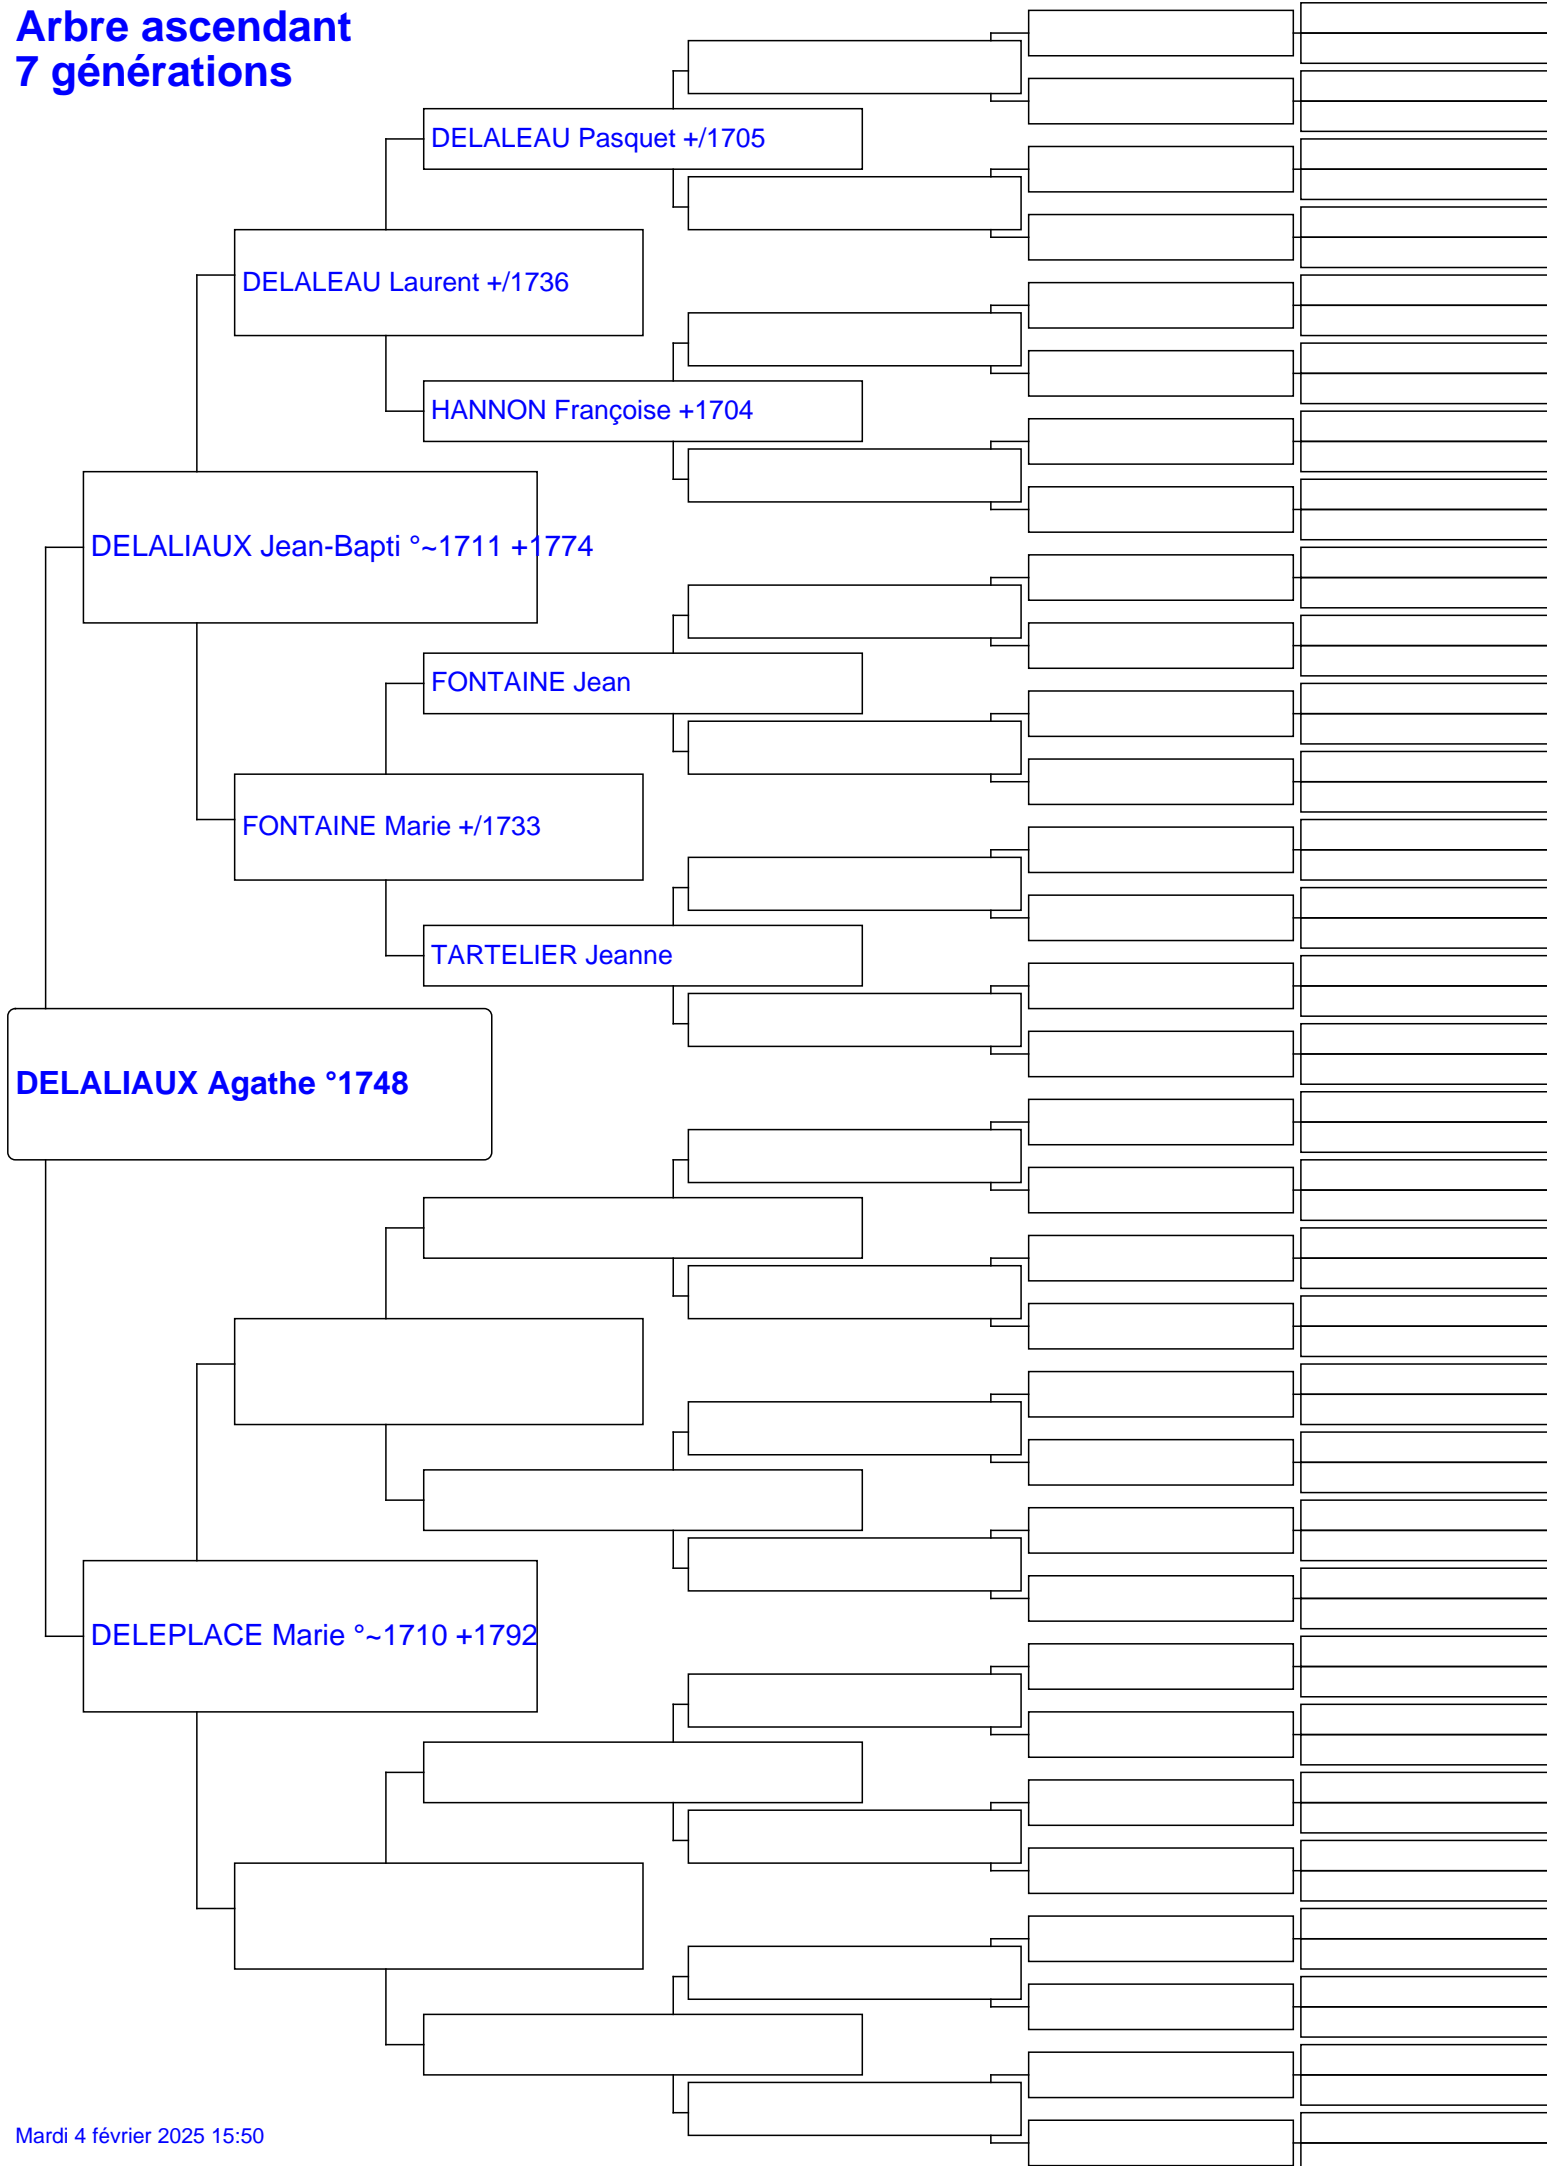 Arbre ascendant
7 générations
DELALEAU Pasquet +/1705
DELALEAU Laurent +/1736
HANNON Françoise +1704
DELALIAUX Jean-Bapti °~1711 +1774
FONTAINE Jean
FONTAINE Marie +/1733
TARTELIER Jeanne
DELALIAUX Agathe °1748
DELEPLACE Marie °~1710 +1792
Mardi 4 février 2025 15:50